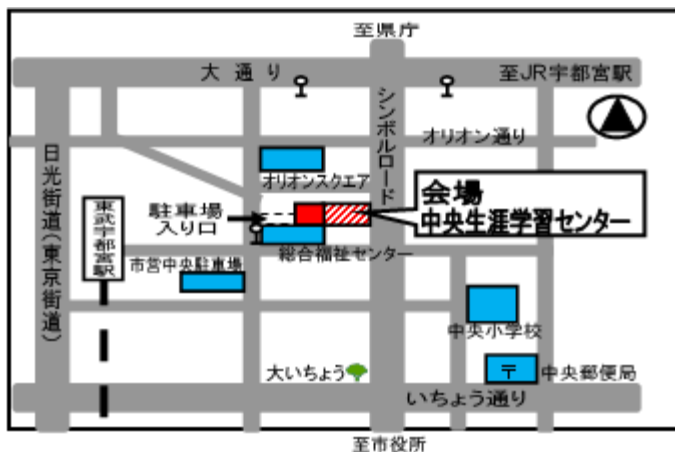 至県庁
大通り
至JR宇都宮駅
シンボルロード
オリオン通り
日光街道(東京街道)
東武宇都宮駅
オリオンスクエア
駐車場
入り口
会場
中央生涯学習センター
総合福祉センター
市営中央駐車場
中央小学校
大いちょう
〒
中央郵便局
いちょう通り
至市役所